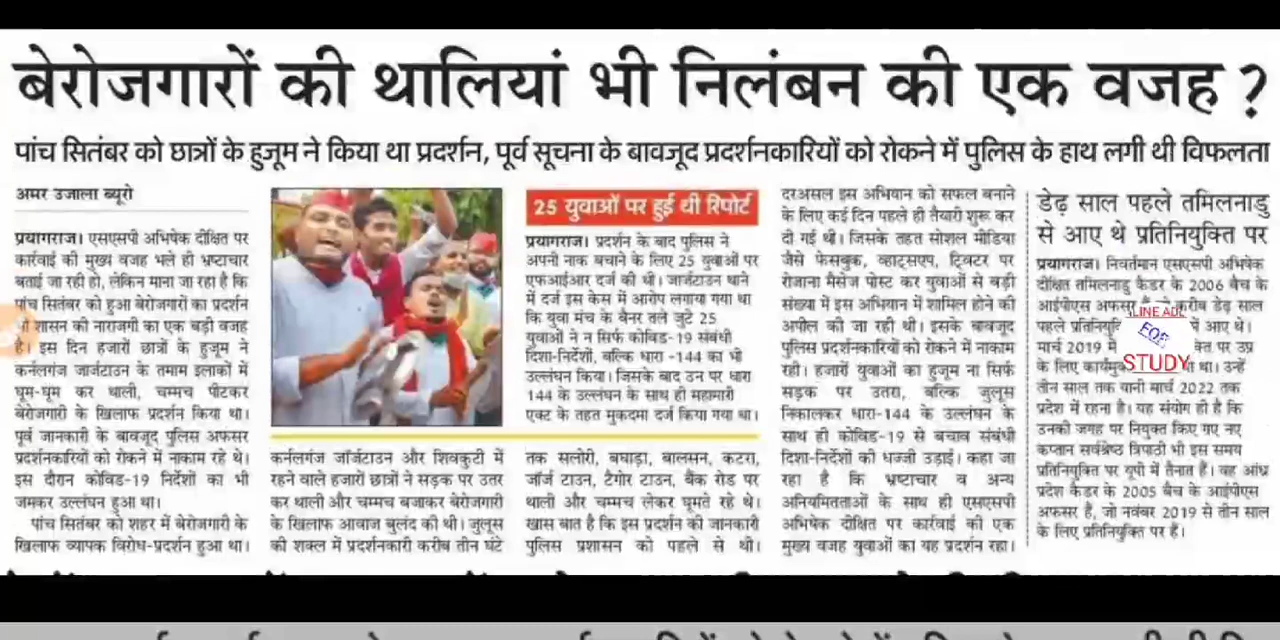 बेरोजगारों की थालियां भी निलंबन की एक वजह ?
पांच सितंबर को छात्रों के हुजूम ने किया था प्रदर्शन, पूर्व सूचना के बावजूद प्रदर्शनकारियों को रोकने में पुलिस के हाथ लगी थी विफलता
अमर उजाला ब्यूरो
प्रयागराज। एसएसपी अभिषेक दीक्षित पर
कार्रवाई की मुख्य वजह भले ही भ्रष्टाचार
बताई जा रही हो, लेकिन माना जा रहा है कि
पांच सितंबर को हुआ बेरोजगारों का प्रदर्शन
शासन की नाराजगी का एक बड़ी वजह
है। इस दिन हजारों छात्रों के हुजूम ने
कर्नलगंज जार्जटाउन के तमाम इलाकों में
घूम-घूम कर थाली, चम्मच पीटकर
बेरोजगारी के खिलाफ प्रदर्शन किया था।
पूर्व जानकारी के बावजूद पुलिस अफसर
प्रदर्शनकारियों को रोकने में नाकाम रहे थे।
इस दौरान कोविड-19 निर्देशों का भी
जमकर उल्लंघन हुआ था।
पांच सितंबर को शहर में बेरोजगारी के
खिलाफ व्यापक विरोध-प्रदर्शन हुआ था।
कर्नलगंज जॉर्जटाउन और शिवकुटी में
रहने वाले हजारों छात्रों ने सड़क पर उतर
कर थाली और चम्मच बजाकर बेरोजगारी
के खिलाफ आवाज बुलंद की थी। जुलूस
की शक्ल में प्रदर्शनकारी करीब तीन घंटे
25 युवाओं पर हुई थी रिपोर्ट
प्रयागराज। प्रदर्शन के बाद पुलिस ने
अपनी नाक बचाने के लिए 25 युवाओं पर
एफआईआर दर्ज की थी। जार्जटाउन थाने
में दर्ज इस केस में आरोप लगाया गया था
कि युवा मंच के बैनर तले जुटे 25
युवाओं ने न सिर्फ कोविड-19 संबंधी
दिशा-निर्देशों, बल्कि धारा -144 का भी
उल्लंघन किया। जिसके बाद उन पर धारा
144 के उल्लंघन के साथ ही महामारी
एक्ट के तहत मुकदमा दर्ज किया गया था।
तक सलोरी, बघाड़ा, बालसन, कटरा,
जॉर्ज टाउन, टैगोर टाउन, बैंक रोड पर
थाली और चम्मच लेकर घूमते रहे थे।
खास बात है कि इस प्रदर्शन की जानकारी
पुलिस प्रशासन को पहले से थी।
दरअसल इस अभियान को सफल बनाने
के लिए कई दिन पहले ही तैयारी शुरू कर
दी गई थी। जिसके तहत सोशल मीडिया
जैसे फेसबुक, व्हाट्सएप, ट्विटर पर
रोजाना मैसेज पोस्ट कर युवाओं से बड़ी
संख्या में इस अभियान में शामिल होने की
अपील की जा रही थी। इसके बावजूद
पुलिस प्रदर्शनकारियों को रोकने में नाकाम
रही। हजारों युवाओं का हुजूम ना सिर्फ
सड़क पर उतरा, बल्कि जुलूस
निकालकर धारा-144 के उल्लंघन के
साथ ही कोविड-19 से बचाव संबंधी
दिशा-निर्देशों की धज्जी उड़ाई। कहा जा
रहा है कि भ्रष्टाचार व अन्य
अनियमितताओं के साथ ही एसएसपी
अभिषेक दीक्षित पर कार्रवाई की एक
मुख्य वजह युवाओं का यह प्रदर्शन रहा।
डेढ़ साल पहले तमिलनाडु
से आए थे प्रतिनियुक्ति पर
प्रयागराज। निवर्तमान एसएसपी अभिषेक
दीक्षित तमिलनाडु कैडर के 2006 बैच के
आईपीएस अफसर करीब डेढ़ साल
पहले में आए थे।
मार्च 2019 में पर उप्र
के लिए था। उन्हें
तीन साल तक यानी मार्च 2022 तक
प्रदेश में रहना है। यह संयोग ही है कि
उनकी जगह पर नियुक्त किए गए नए
कप्तान सर्वश्रेष्ठ त्रिपाठी भी इस समय
प्रतिनियुक्ति पर यूपी में तैनात हैं। वह आंध्र
प्रदेश कैडर के 2005 बैच के आईपीएस
अफसर हैं, जो नवंबर 2019 से तीन साल
के लिए प्रतिनियुक्ति पर हैं।
LINE ADL
FOR
STUDY